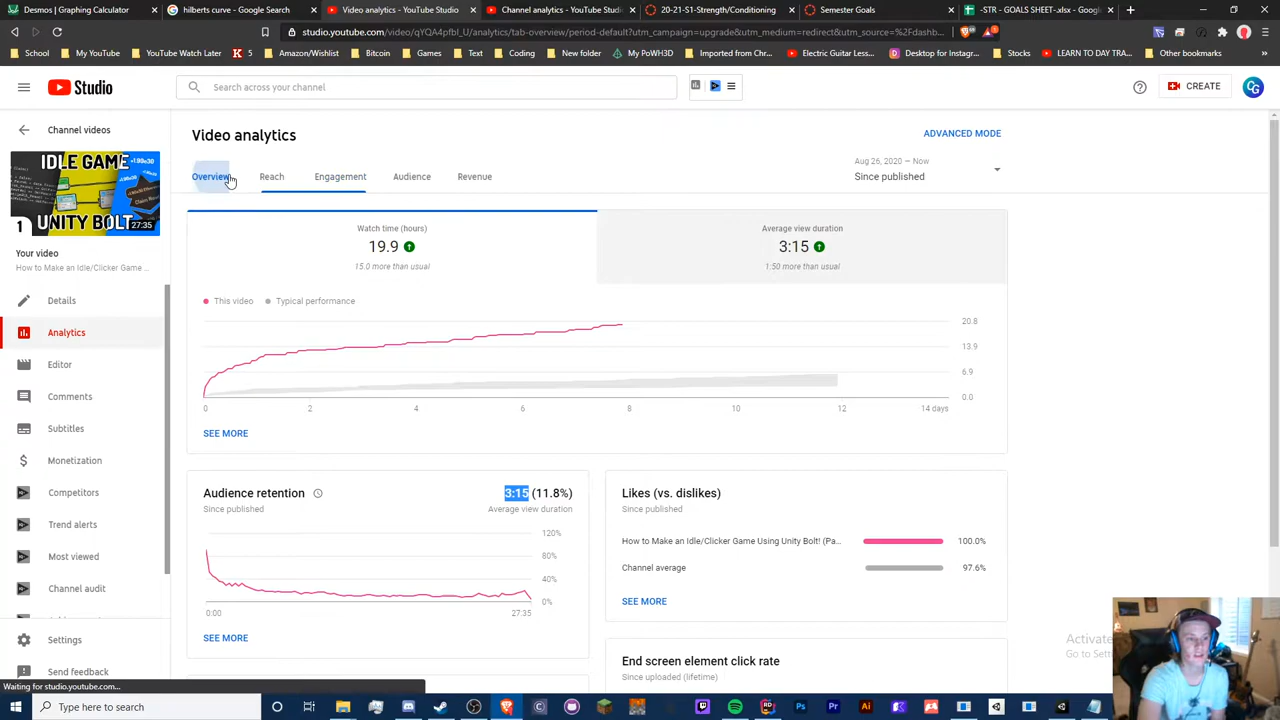 Desmos | Graphing Calculator
hilberts curve - Google Search
Video analytics - YouTube Studio
Channel analytics - YouTube Studio
20-21-S1-Strength/Conditioning
Semester Goals
-STR - GOALS SHEET-.xlsx - Goog
studio.youtube.com/video/qYQA4pfbl_U/analytics/tab-overview/period-default?utm_campaign=upgrade&utm_medium=redirect&utm_source=%2Fdashb...
School
My YouTube
YouTube Watch Later
K 5
Amazon/Wishlist
Bitcoin
Games
Text
Coding
New folder
My PoWH3D
Imported from Chro...
Electric Guitar Less...
Desktop for Instagr...
Stocks
LEARN TO DAY TRA...
Other bookmarks
Studio
Search across your channel
CREATE
CG
Channel videos
IDLE GAME
UNITY BOLT!
1
27:35
Your video
How to Make an Idle/Clicker Game ...
Details
Analytics
Editor
Comments
Subtitles
Monetization
Competitors
Trend alerts
Most viewed
Channel audit
Settings
Send feedback
Video analytics
ADVANCED MODE
Overview
Reach
Engagement
Audience
Revenue
Aug 26, 2020 – Now
Since published
Watch time (hours)
19.9
15.0 more than usual
Average view duration
3:15
1:50 more than usual
This video
Typical performance
20.8
13.9
6.9
0.0
0
2
4
6
8
10
12
14 days
SEE MORE
Audience retention
3:15 (11.8%)
Since published
Average view duration
120%
80%
40%
0%
0:00
27:35
SEE MORE
Likes (vs. dislikes)
Since published
How to Make an Idle/Clicker Game Using Unity Bolt! (Pa...
100.0%
Channel average
97.6%
SEE MORE
End screen element click rate
Since uploaded (lifetime)
Waiting for studio.youtube.com...
Type here to search